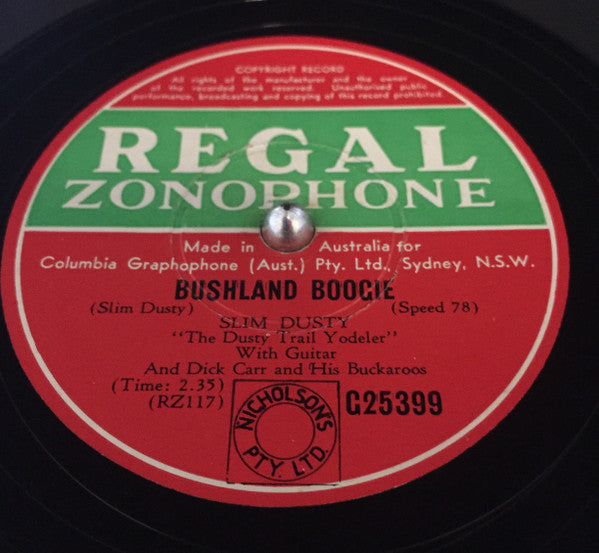 COPYRIGHT RECORD
All rights of the manufacturer and the owner
of the recorded work reserved. Unauthorised public
performance, broadcasting and copying of this record prohibited.
REGAL
ZONOPHONE
Made in Australia for
Columbia Graphophone (Aust.) Pty. Ltd., Sydney, N.S.W.
BUSHLAND BOOGIE
(Slim Dusty) (Speed 78)
SLIM DUSTY
"The Dusty Trail Yodeler"
With Guitar
And Dick Carr and His Buckaroos
(Time: 2.35)
(RZ117) G25399
NICHOLSON'S
PTY. LTD.